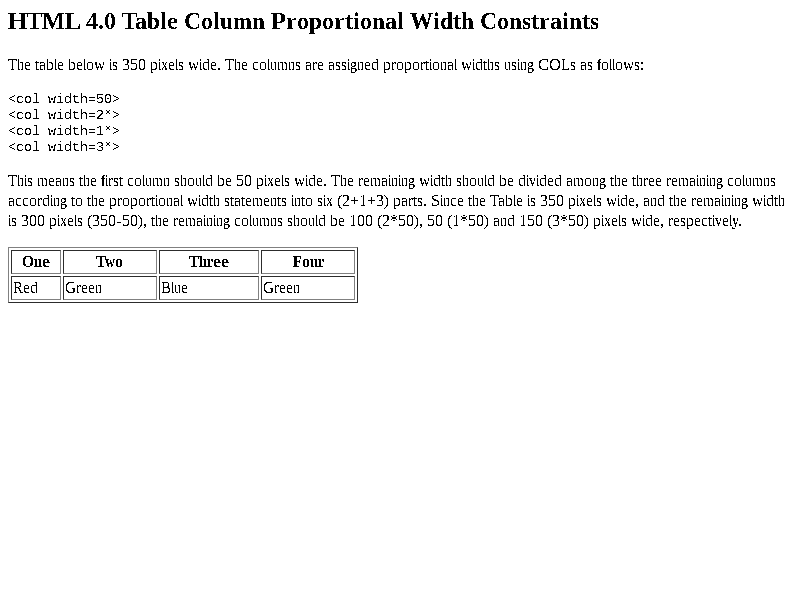 HTML 4.0 Table Column Proportional Width Constraints
The table below is 350 pixels wide. The columns are assigned proportional widths using COLs as follows:
<col width=50>
<col width=2*>
<col width=1*>
<col width=3*>
This means the first column should be 50 pixels wide. The remaining width should be divided among the three remaining columns
according to the proportional width statements into six (2+1+3) parts. Since the Table is 350 pixels wide, and the remaining width
is 300 pixels (350-50), the remaining columns should be 100 (2*50), 50 (1*50) and 150 (3*50) pixels wide, respectively.
One Two Three Four
Red Green Blue Green